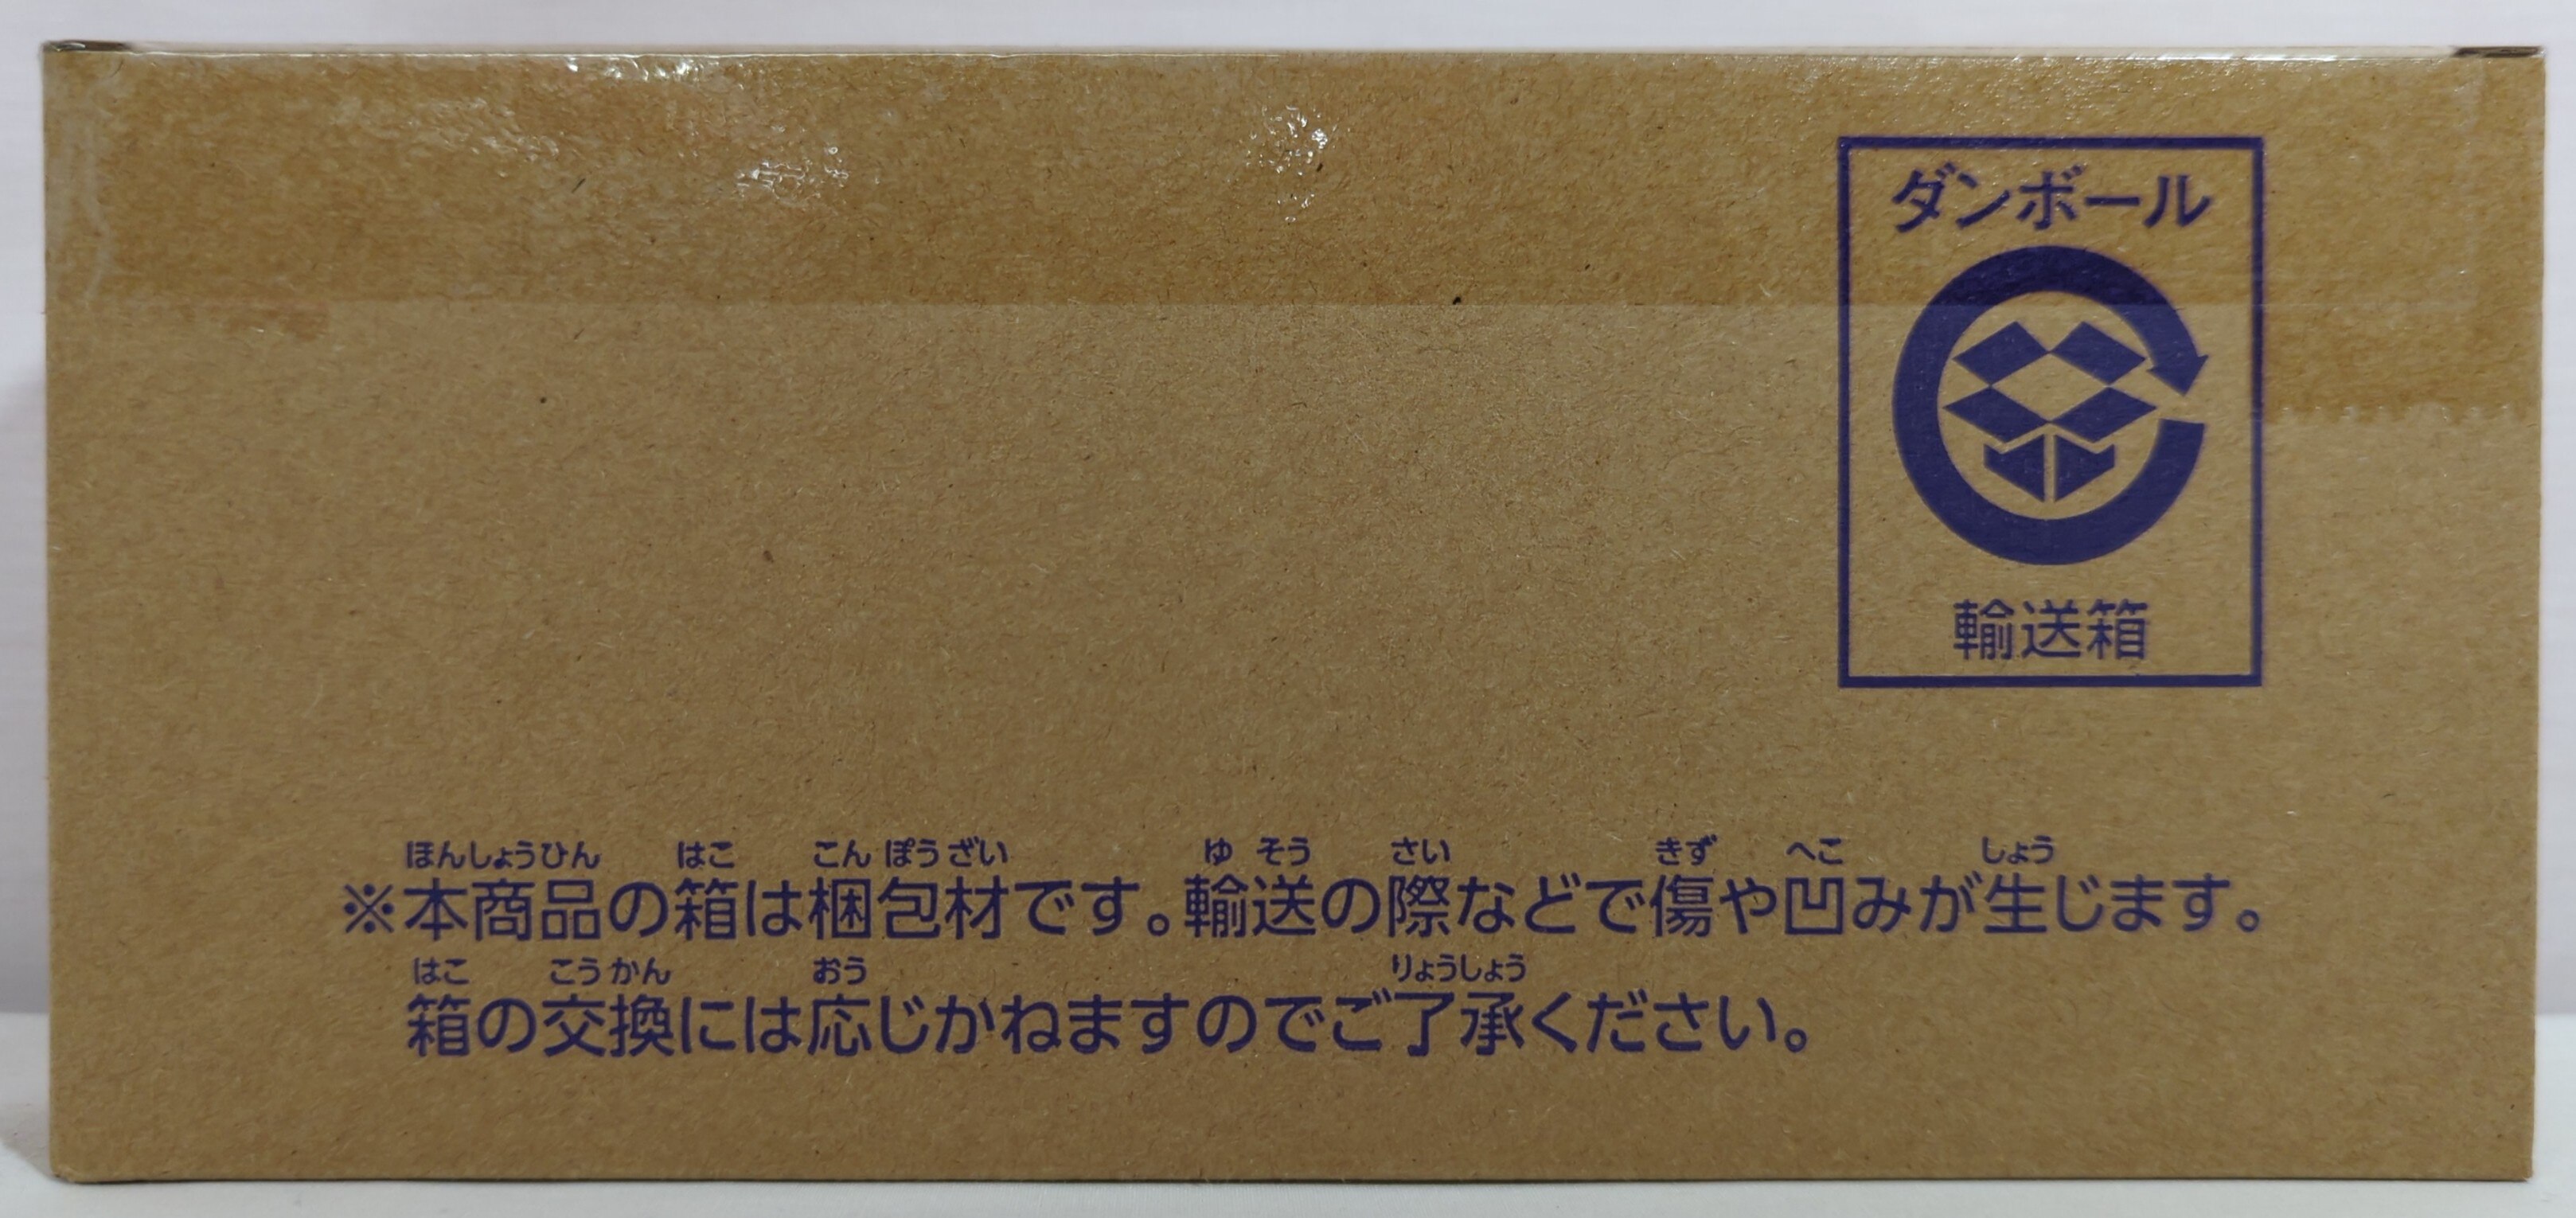 ダンボール
輸送箱
ほんしょうひん はこ こん ぽう ざい ゆ そう さい きず へこ しょう
※本商品の箱は梱包材です。輸送の際などで傷や凹みが生じます。
はこ こう かん おう りょうしょう
箱の交換には応じかねますのでご了承ください。